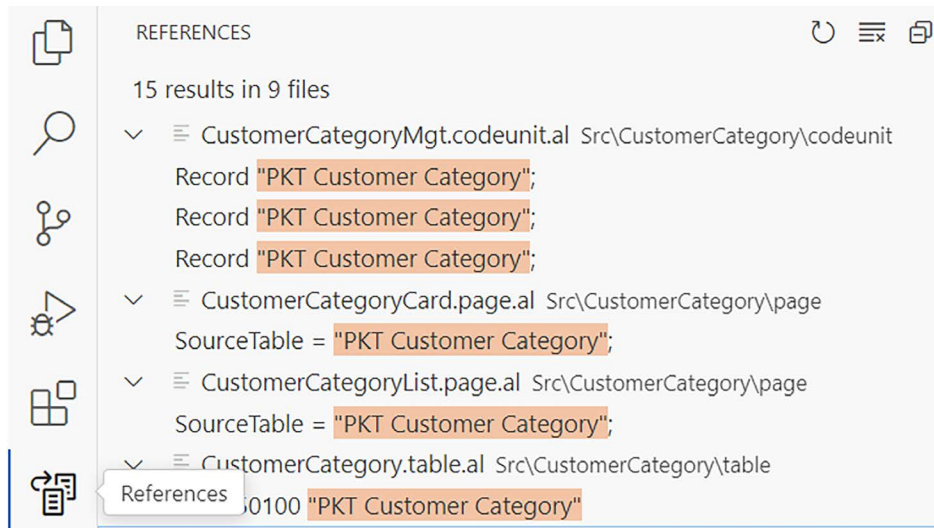 REFERENCES
15 results in 9 files
CustomerCategoryMgt.codeunit.al Src\CustomerCategory\codeunit
Record "PKT Customer Category";
Record "PKT Customer Category";
Record "PKT Customer Category";
CustomerCategoryCard.page.al Src\CustomerCategory\page
SourceTable = "PKT Customer Category";
CustomerCategoryList.page.al Src\CustomerCategory\page
SourceTable = "PKT Customer Category";
CustomerCategory.table.al Src\CustomerCategory\table
References
0100 "PKT Customer Category"